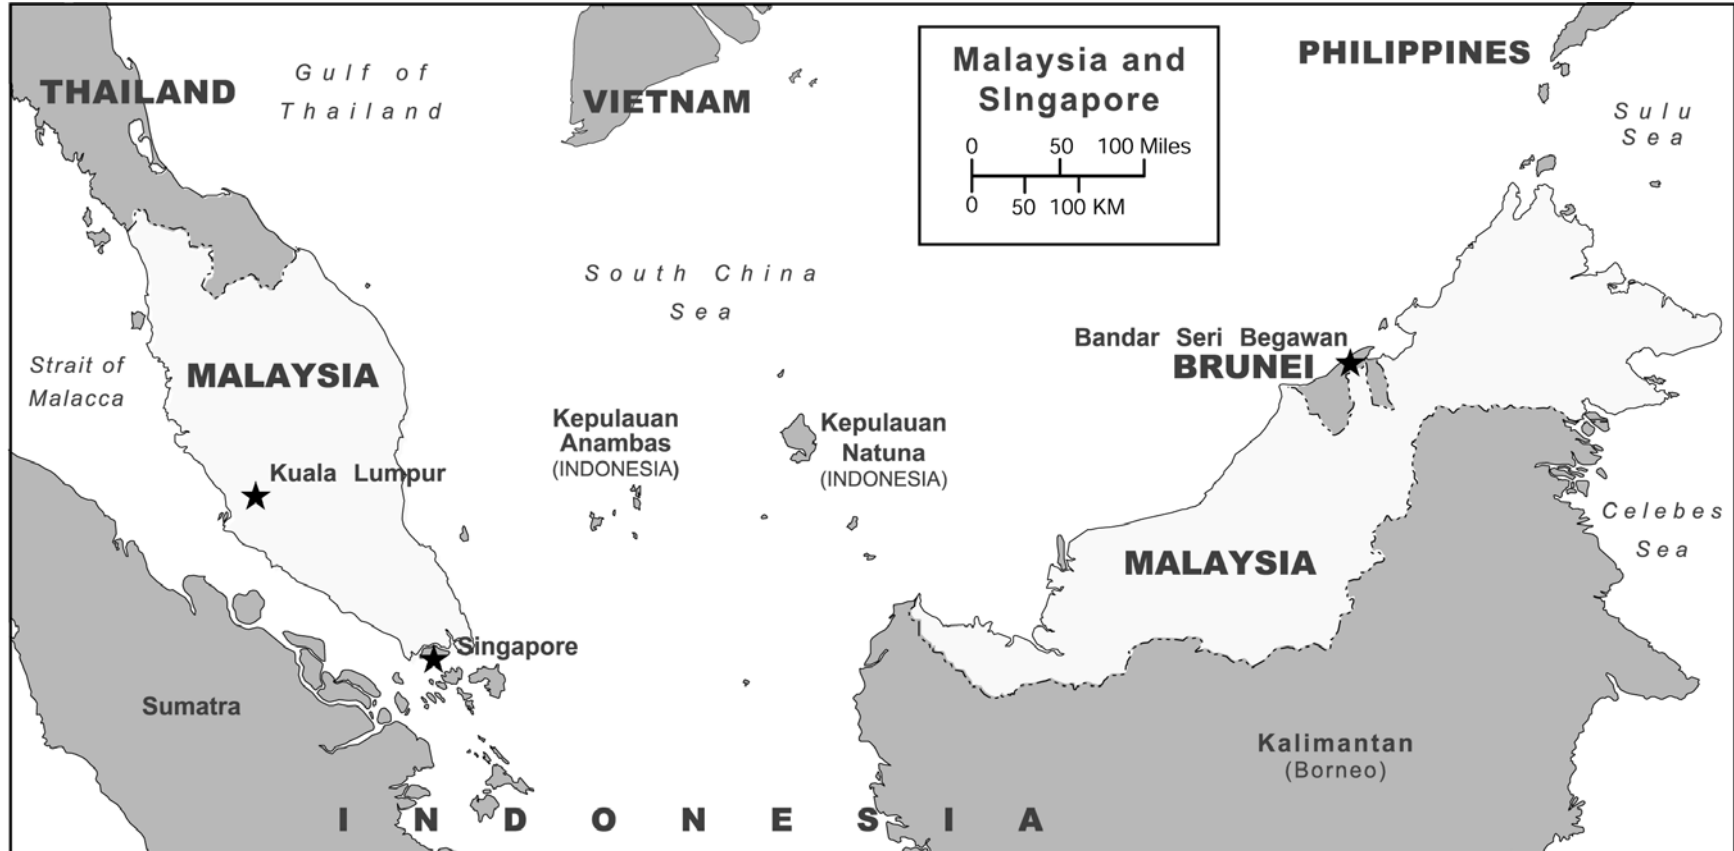 THAILAND
Gulf of
Thailand
VIETNAM
Malaysia and
SIngapore
0 50 100 Miles
0 50 100 KM
PHILIPPINES
Sulu
Sea
South China
Sea
Strait of
Malacca
MALAYSIA
Kuala Lumpur
Kepulauan
Anambas
(INDONESIA)
Kepulauan
Natuna
(INDONESIA)
Bandar Seri Begawan
BRUNEI
MALAYSIA
Celebes
Sea
Singapore
Sumatra
Kalimantan
(Borneo)
INDONESIA